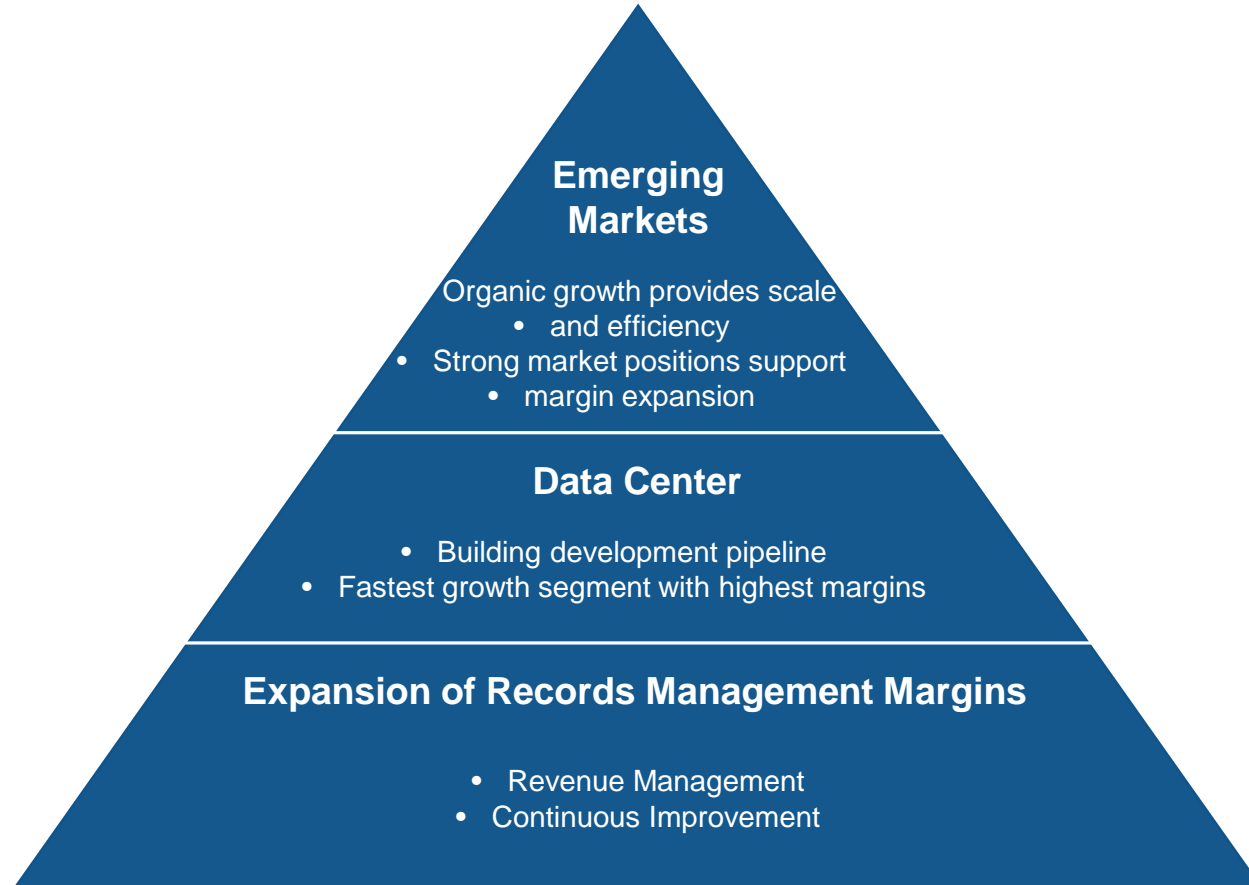 Emerging
Markets
Organic growth provides scale
• and efficiency
• Strong market positions support
• margin expansion
Data Center
• Building development pipeline
• Fastest growth segment with highest margins
Expansion of Records Management Margins
• Revenue Management
• Continuous Improvement